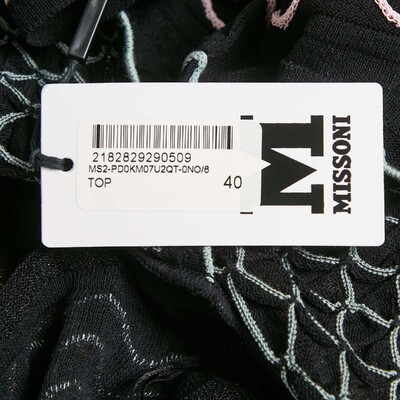 2182829290509
MS2-PD0KM07U2QT-0NO/6
TOP 40
M
MISSONI